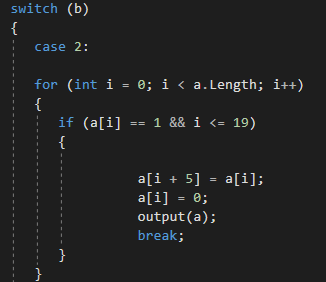 switch (b)
{
case 2:
for (int i = 0; i < a.Length; i++)
{
if (a[i] == 1 && i <= 19)
{
a[i + 5] = a[i];
a[i] = 0;
output(a);
break;
}
}